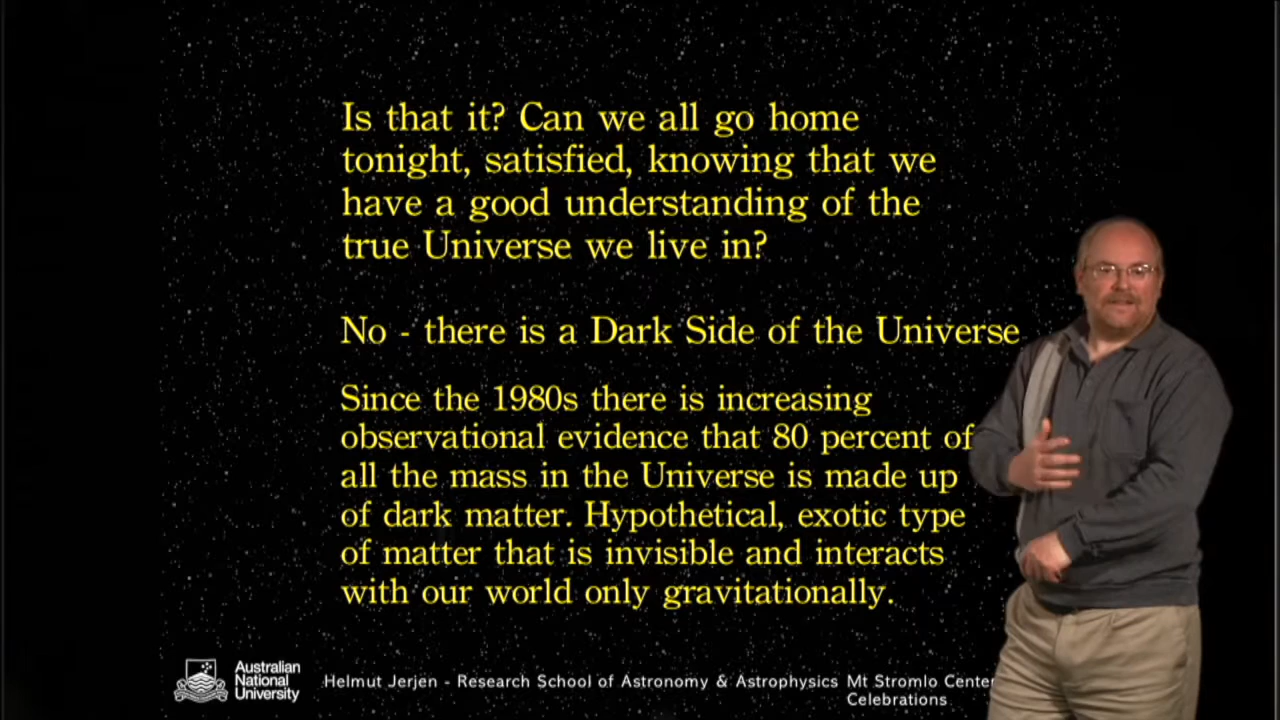 Is that it? Can we all go home
tonight, satisfied, knowing that we
have a good understanding of the
true Universe we live in?
No - there is a Dark Side of the Universe
Since the 1980s there is increasing
observational evidence that 80 percent of
all the mass in the Universe is made up
of dark matter. Hypothetical, exotic type
of matter that is invisible and interacts
with our world only gravitationally.
Australian
National
University
Helmut Jerjen - Research School of Astronomy & Astrophysics
Mt Stromlo Center
Celebrations